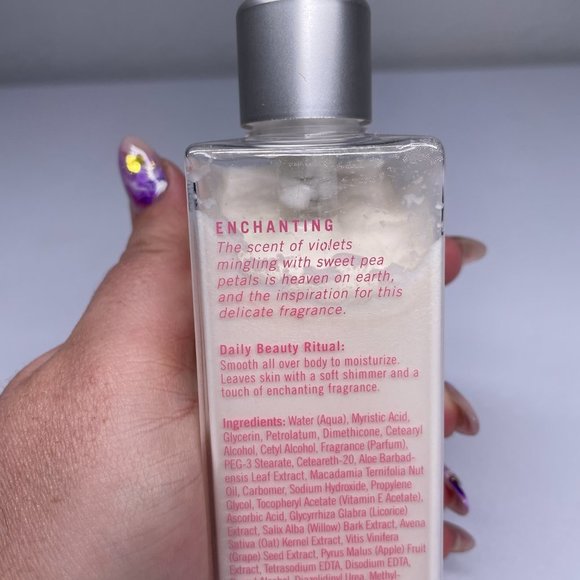 ENCHANTING
The scent of violets
mingling with sweet pea
petals is heaven on earth,
and the inspiration for this
delicate fragrance.
Daily Beauty Ritual:
Smooth all over body to moisturize.
Leaves skin with a soft shimmer and a
touch of enchanting fragrance.
Ingredients: Water (Aqua), Myristic Acid,
Glycerin, Petrolatum, Dimethicone, Cetearyl
Alcohol, Cetyl Alcohol, Fragrance (Parfum),
PEG-3 Stearate, Ceteareth-20, Aloe Barbad-
ensis Leaf Extract, Macadamia Ternifolia Nut
Oil, Carbomer, Sodium Hydroxide, Propylene
Glycol, Tocopheryl Acetate (Vitamin E Acetate),
Ascorbic Acid, Glycyrrhiza Glabra (Licorice)
Extract, Salix Alba (Willow) Bark Extract, Avena
Sativa (Oat) Kernel Extract, Vitis Vinifera
(Grape) Seed Extract, Pyrus Malus (Apple) Fruit
Extract, Tetrasodium EDTA, Disodium EDTA,
Alcohol, Diazolidinyl Urea, Methyl-